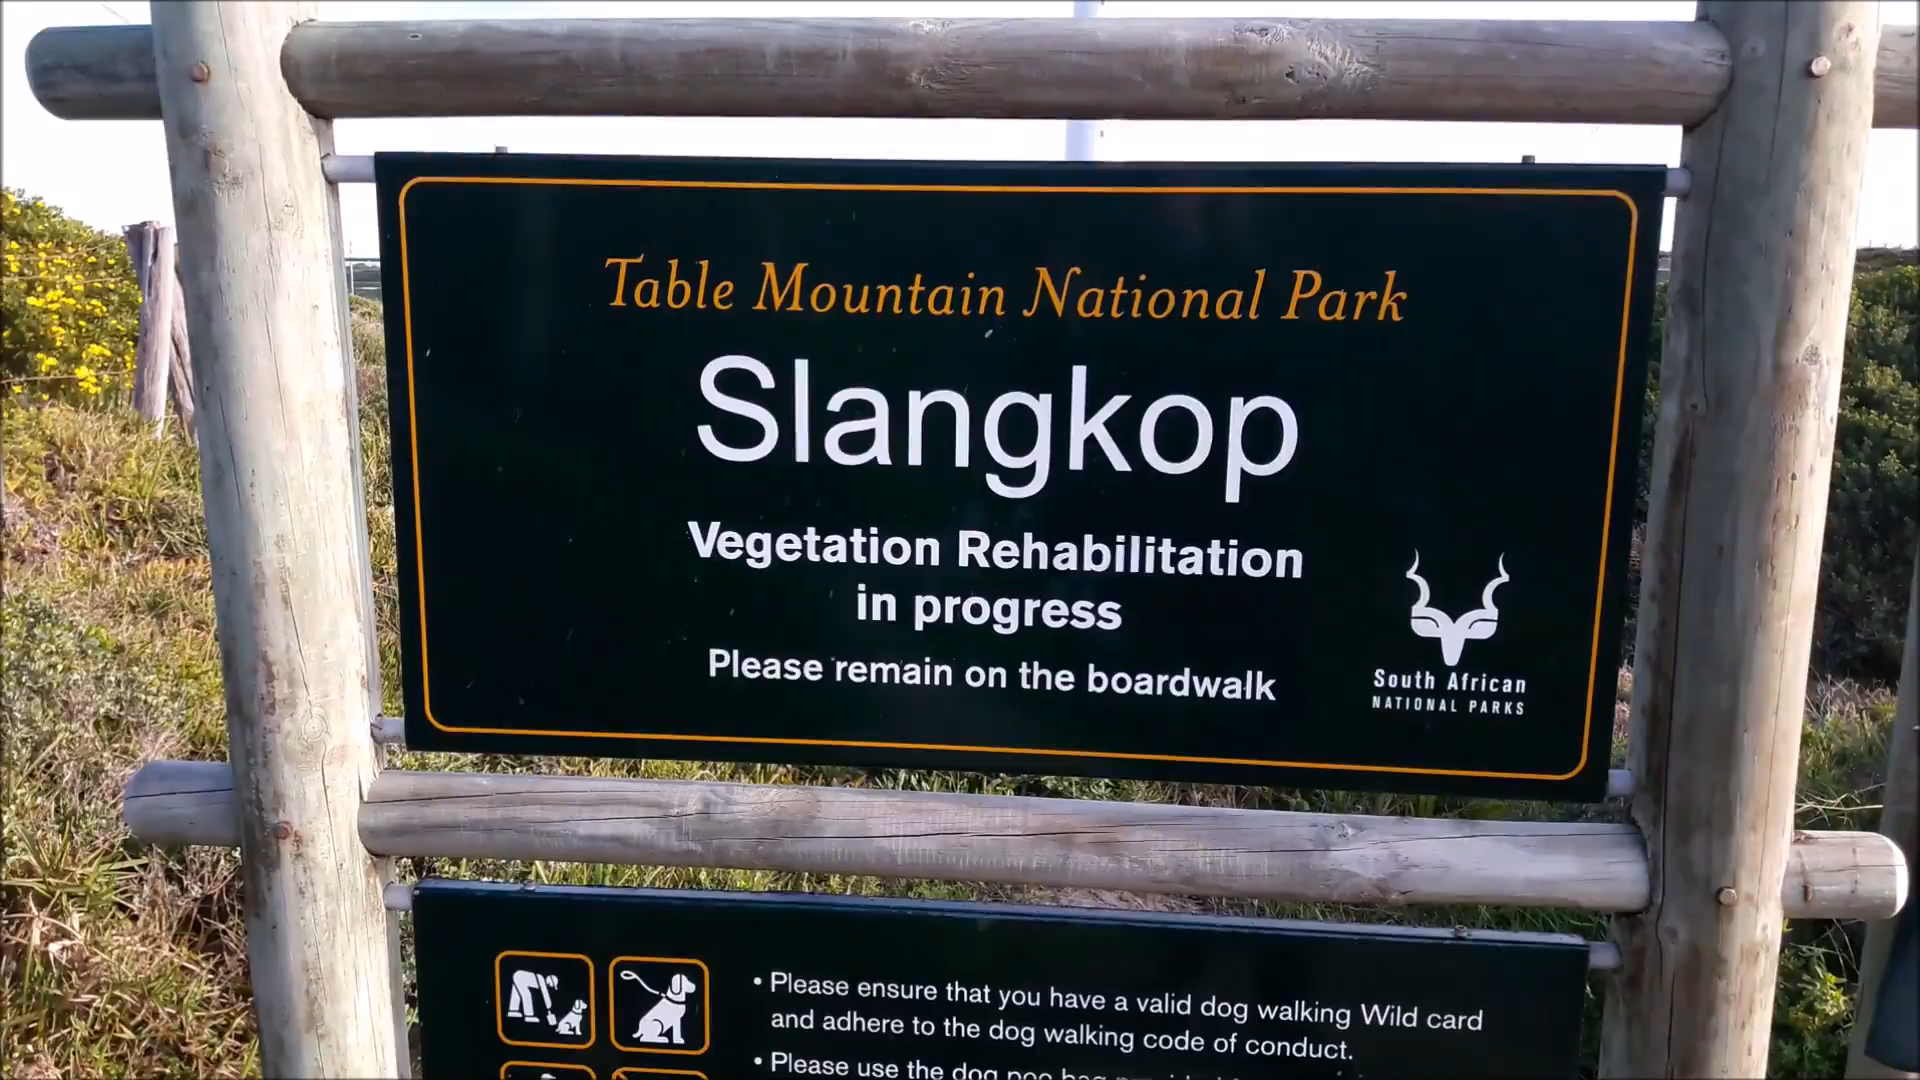 Table Mountain National Park
Slangkop
Vegetation Rehabilitation
in progress
Please remain on the boardwalk
South African
NATIONAL PARKS
• Please ensure that you have a valid dog walking Wild card
and adhere to the dog walking code of conduct.
• Please use the dog poo bag